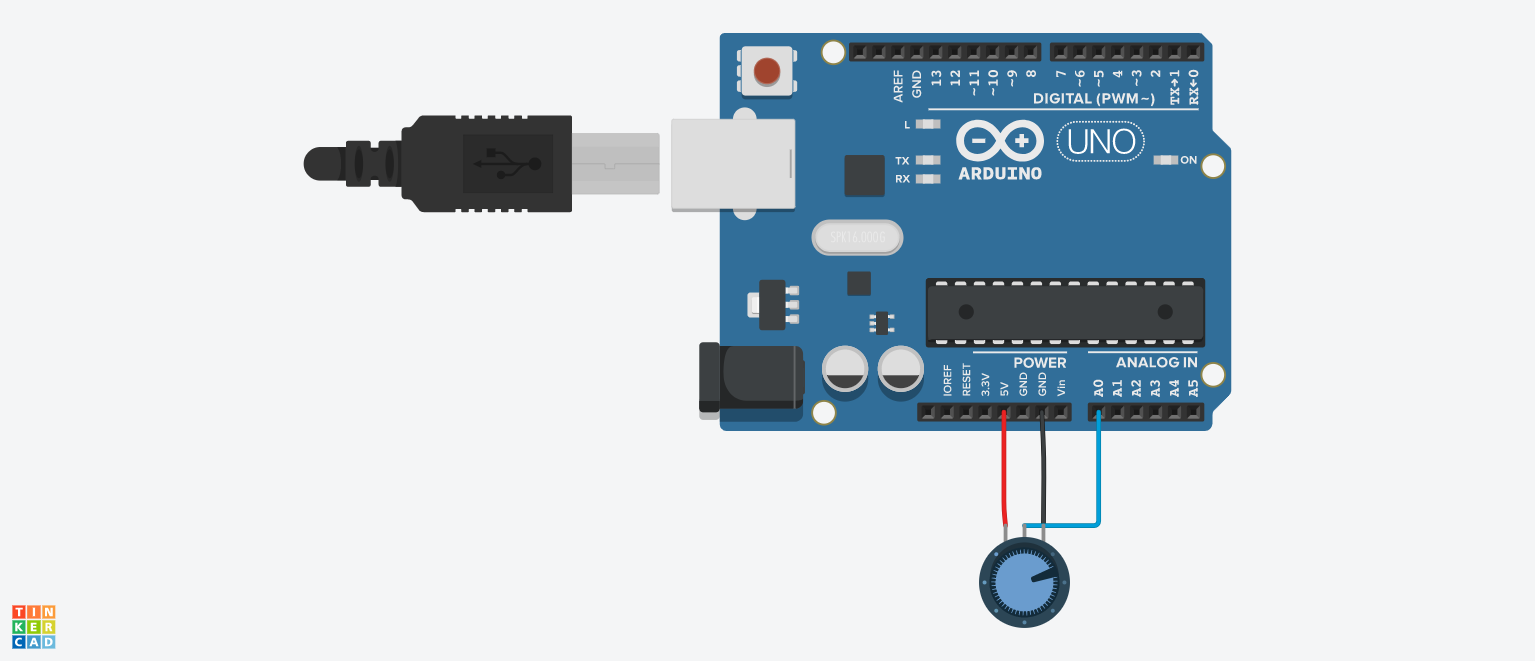 AREF
GND
13
12
~11
~10
~9
8
7
~6
~5
4
~3
2
TX→1
RX←0
DIGITAL (PWM~)
L
TX
RX
ARDUINO
UNO
ON
SPKT6.000G
POWER
ANALOG IN
IOREF
RESET
3.3V
5V
GND
GND
Vin
A0
A1
A2
A3
A4
A5
TIN
KER
CAD